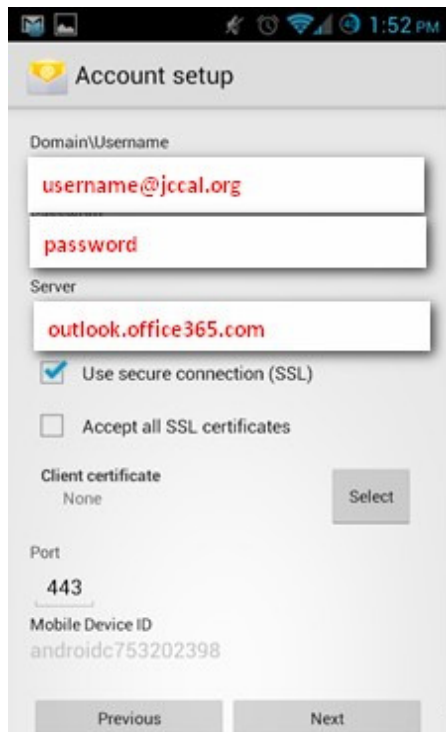 1:52 PM
Account setup
Domain\Username
username@jccal.org
password
Server
outlook.office365.com
Use secure connection (SSL)
Accept all SSL certificates
Client certificate
None
Select
Port
443
Mobile Device ID
androidc753202398
Previous
Next